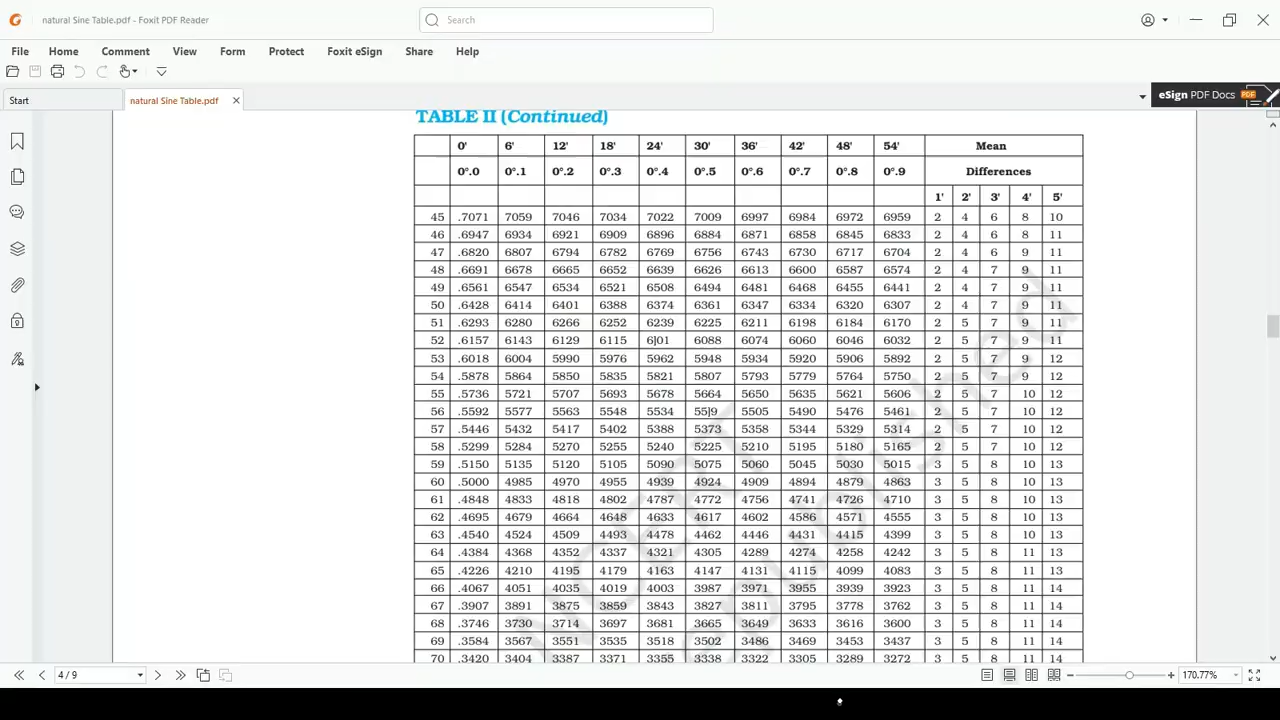 natural Sine Table.pdf - Foxit PDF Reader
Search
File Home Comment View Form Protect Foxit eSign Share Help
Start natural Sine Table.pdf eSign PDF Docs
TABLE II (Continued)
0' 6' 12' 18' 24' 30' 36' 42' 48' 54' Mean
0°.0 0°.1 0°.2 0°.3 0°.4 0°.5 0°.6 0°.7 0°.8 0°.9 Differences
1' 2' 3' 4' 5'
45 .7071 7059 7046 7034 7022 7009 6997 6984 6972 6959 2 4 6 8 10
46 .6947 6934 6921 6909 6896 6884 6871 6858 6845 6833 2 4 6 8 11
47 .6820 6807 6794 6782 6769 6756 6743 6730 6717 6704 2 4 6 9 11
48 .6691 6678 6665 6652 6639 6626 6613 6600 6587 6574 2 4 7 9 11
49 .6561 6547 6534 6521 6508 6494 6481 6468 6455 6441 2 4 7 9 11
50 .6428 6414 6401 6388 6374 6361 6347 6334 6320 6307 2 4 7 9 11
51 .6293 6280 6266 6252 6239 6225 6211 6198 6184 6170 2 5 7 9 11
52 .6157 6143 6129 6115 6J01 6088 6074 6060 6046 6032 2 5 7 9 11
53 .6018 6004 5990 5976 5962 5948 5934 5920 5906 5892 2 5 7 9 12
54 .5878 5864 5850 5835 5821 5807 5793 5779 5764 5750 2 5 7 9 12
55 .5736 5721 5707 5693 5678 5664 5650 5635 5621 5606 2 5 7 10 12
56 .5592 5577 5563 5548 5534 55J9 5505 5490 5476 5461 2 5 7 10 12
57 .5446 5432 5417 5402 5388 5373 5358 5344 5329 5314 2 5 7 10 12
58 .5299 5284 5270 5255 5240 5225 5210 5195 5180 5165 2 5 7 10 12
59 .5150 5135 5120 5105 5090 5075 5060 5045 5030 5015 3 5 8 10 13
60 .5000 4985 4970 4955 4939 4924 4909 4894 4879 4863 3 5 8 10 13
61 .4848 4833 4818 4802 4787 4772 4756 4741 4726 4710 3 5 8 10 13
62 .4695 4679 4664 4648 4633 4617 4602 4586 4571 4555 3 5 8 10 13
63 .4540 4524 4509 4493 4478 4462 4446 4431 4415 4399 3 5 8 10 13
64 .4384 4368 4352 4337 4321 4305 4289 4274 4258 4242 3 5 8 11 13
65 .4226 4210 4195 4179 4163 4147 4131 4115 4099 4083 3 5 8 11 13
66 .4067 4051 4035 4019 4003 3987 3971 3955 3939 3923 3 5 8 11 14
67 .3907 3891 3875 3859 3843 3827 3811 3795 3778 3762 3 5 8 11 14
68 .3746 3730 3714 3697 3681 3665 3649 3633 3616 3600 3 5 8 11 14
69 .3584 3567 3551 3535 3518 3502 3486 3469 3453 3437 3 5 8 11 14
70 .3420 3404 3387 3371 3355 3338 3322 3305 3289 3272 3 5 8 11 14
4 / 9 170.77%